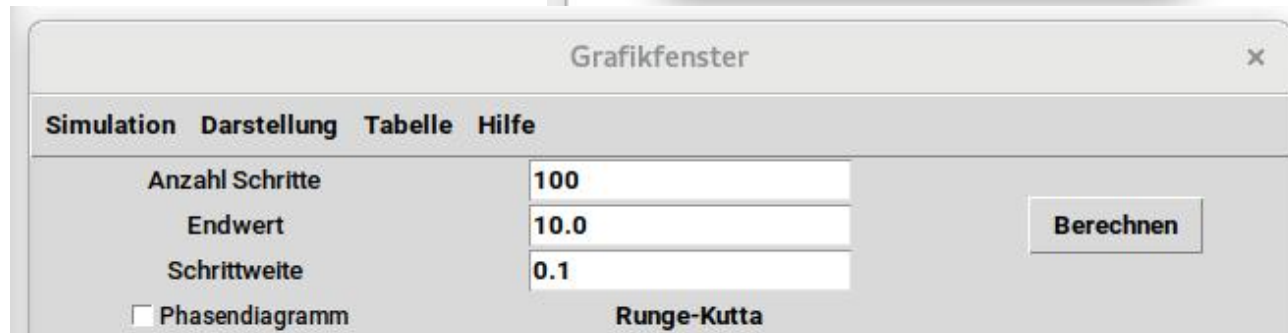 Grafikfenster
Simulation Darstellung Tabelle Hilfe
Anzahl Schritte 100
Endwert 10.0 Berechnen
Schrittweite 0.1
Phasendiagramm Runge-Kutta